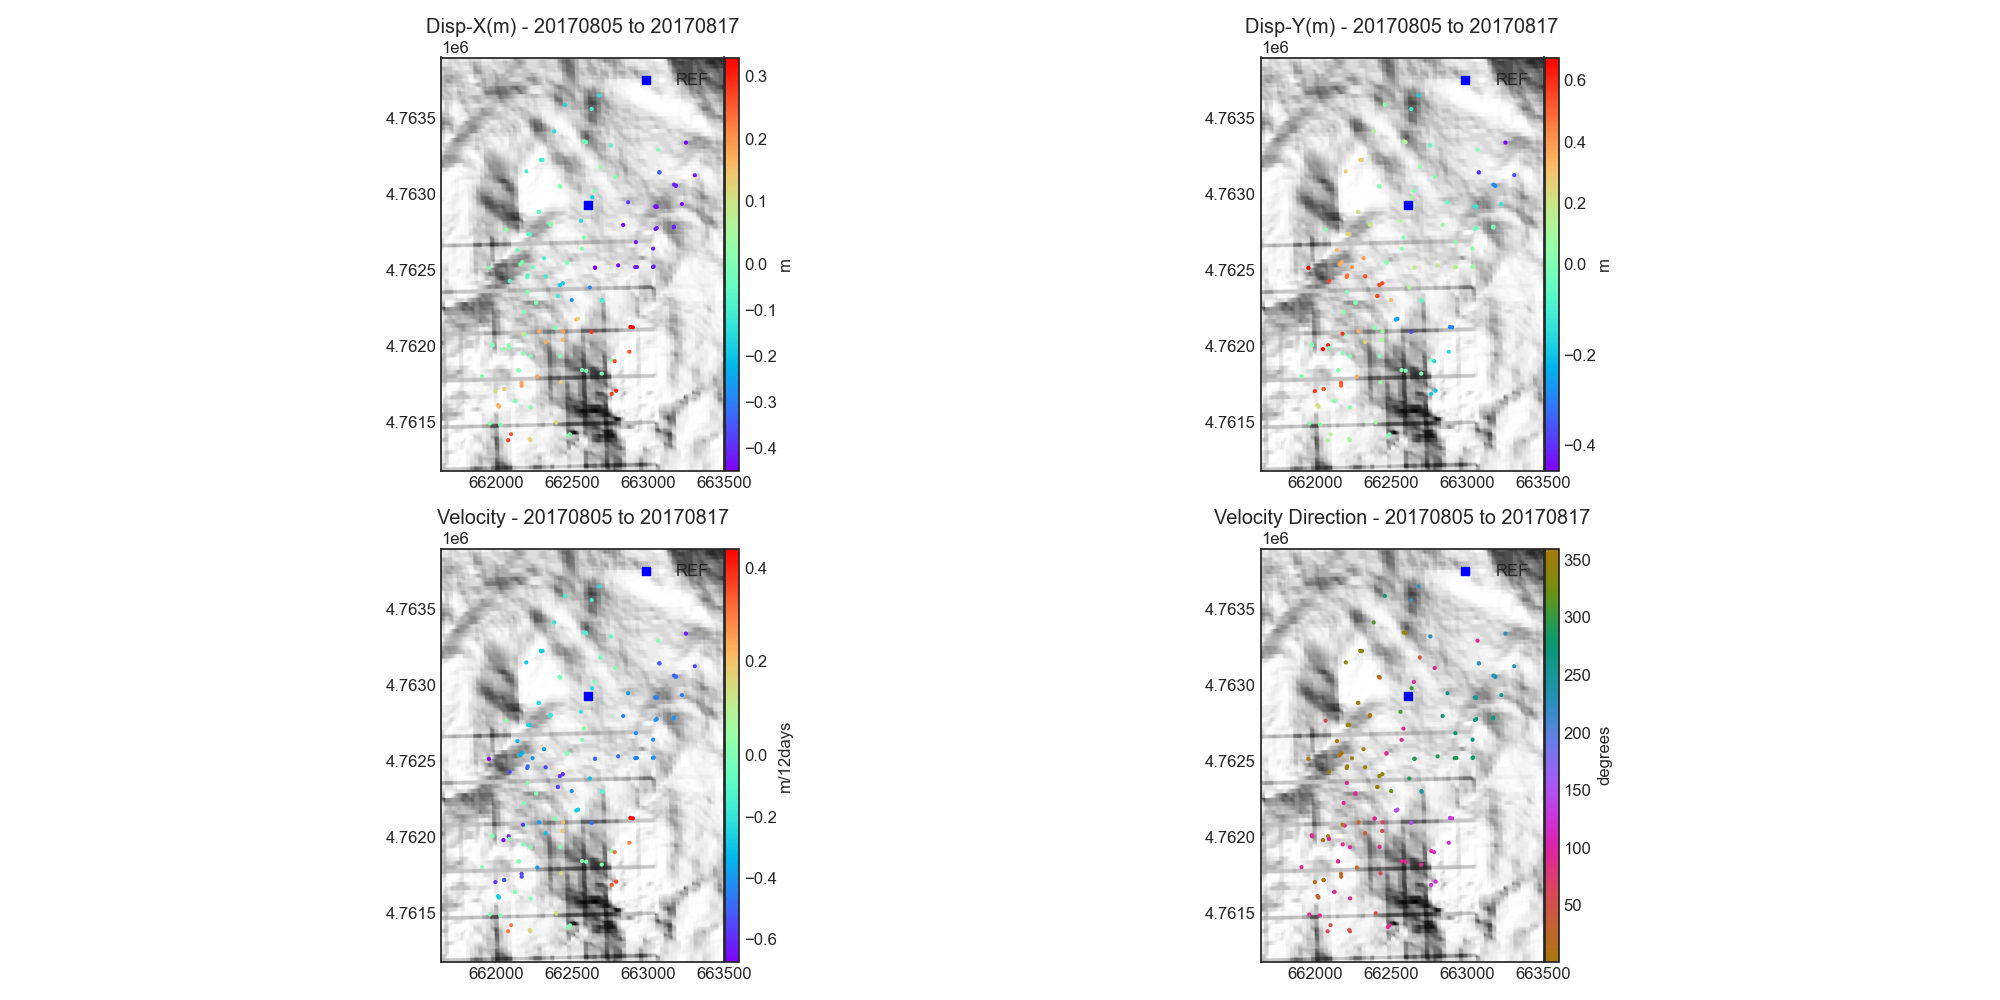 Disp-X(m) - 20170805 to 20170817
1e6
REF
4.7635
4.7630
4.7625
4.7620
4.7615
662000 662500 663000 663500
0.3
0.2
0.1
0.0
−0.1
−0.2
−0.3
−0.4
m
Disp-Y(m) - 20170805 to 20170817
1e6
REF
4.7635
4.7630
4.7625
4.7620
4.7615
662000 662500 663000 663500
0.6
0.4
0.2
0.0
−0.2
−0.4
m
Velocity - 20170805 to 20170817
1e6
REF
4.7635
4.7630
4.7625
4.7620
4.7615
662000 662500 663000 663500
0.4
0.2
0.0
−0.2
−0.4
−0.6
m/12days
Velocity Direction - 20170805 to 20170817
1e6
REF
4.7635
4.7630
4.7625
4.7620
4.7615
662000 662500 663000 663500
350
300
250
200
150
100
50
degrees